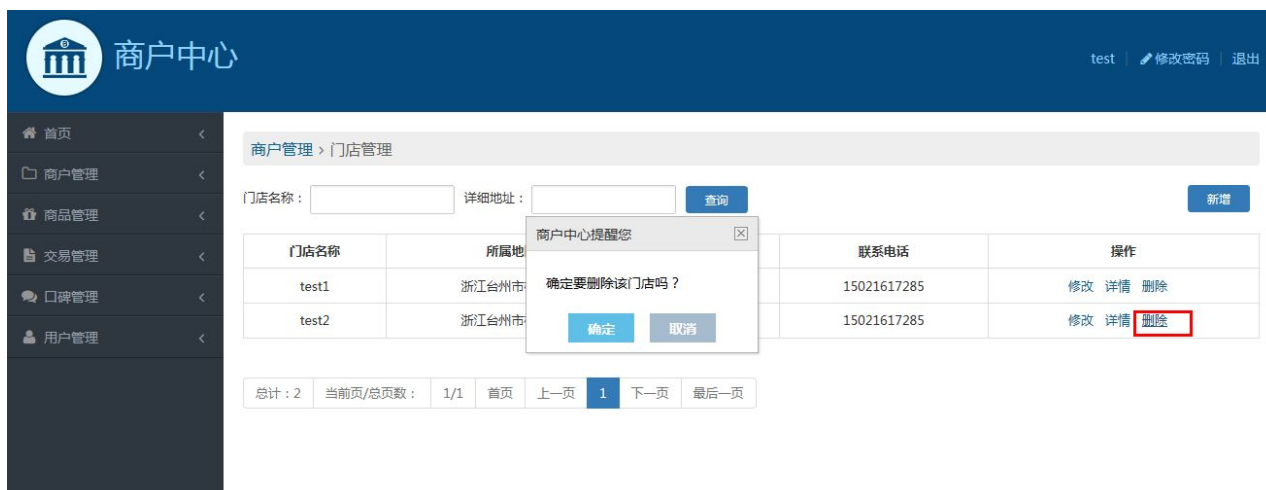 商户中心
test | 修改密码 | 退出
首页
商户管理
商品管理
交易管理
口碑管理
用户管理
商户管理 > 门店管理
门店名称： 详细地址： 查询 新增
门店名称 所属地 联系电话 操作
test1 浙江台州市 15021617285 修改 详情 删除
test2 浙江台州市 15021617285 修改 详情 删除
商户中心提醒您
确定要删除该门店吗？
确定 取消
总计：2 当前页/总页数： 1/1 首页 上一页 1 下一页 最后一页